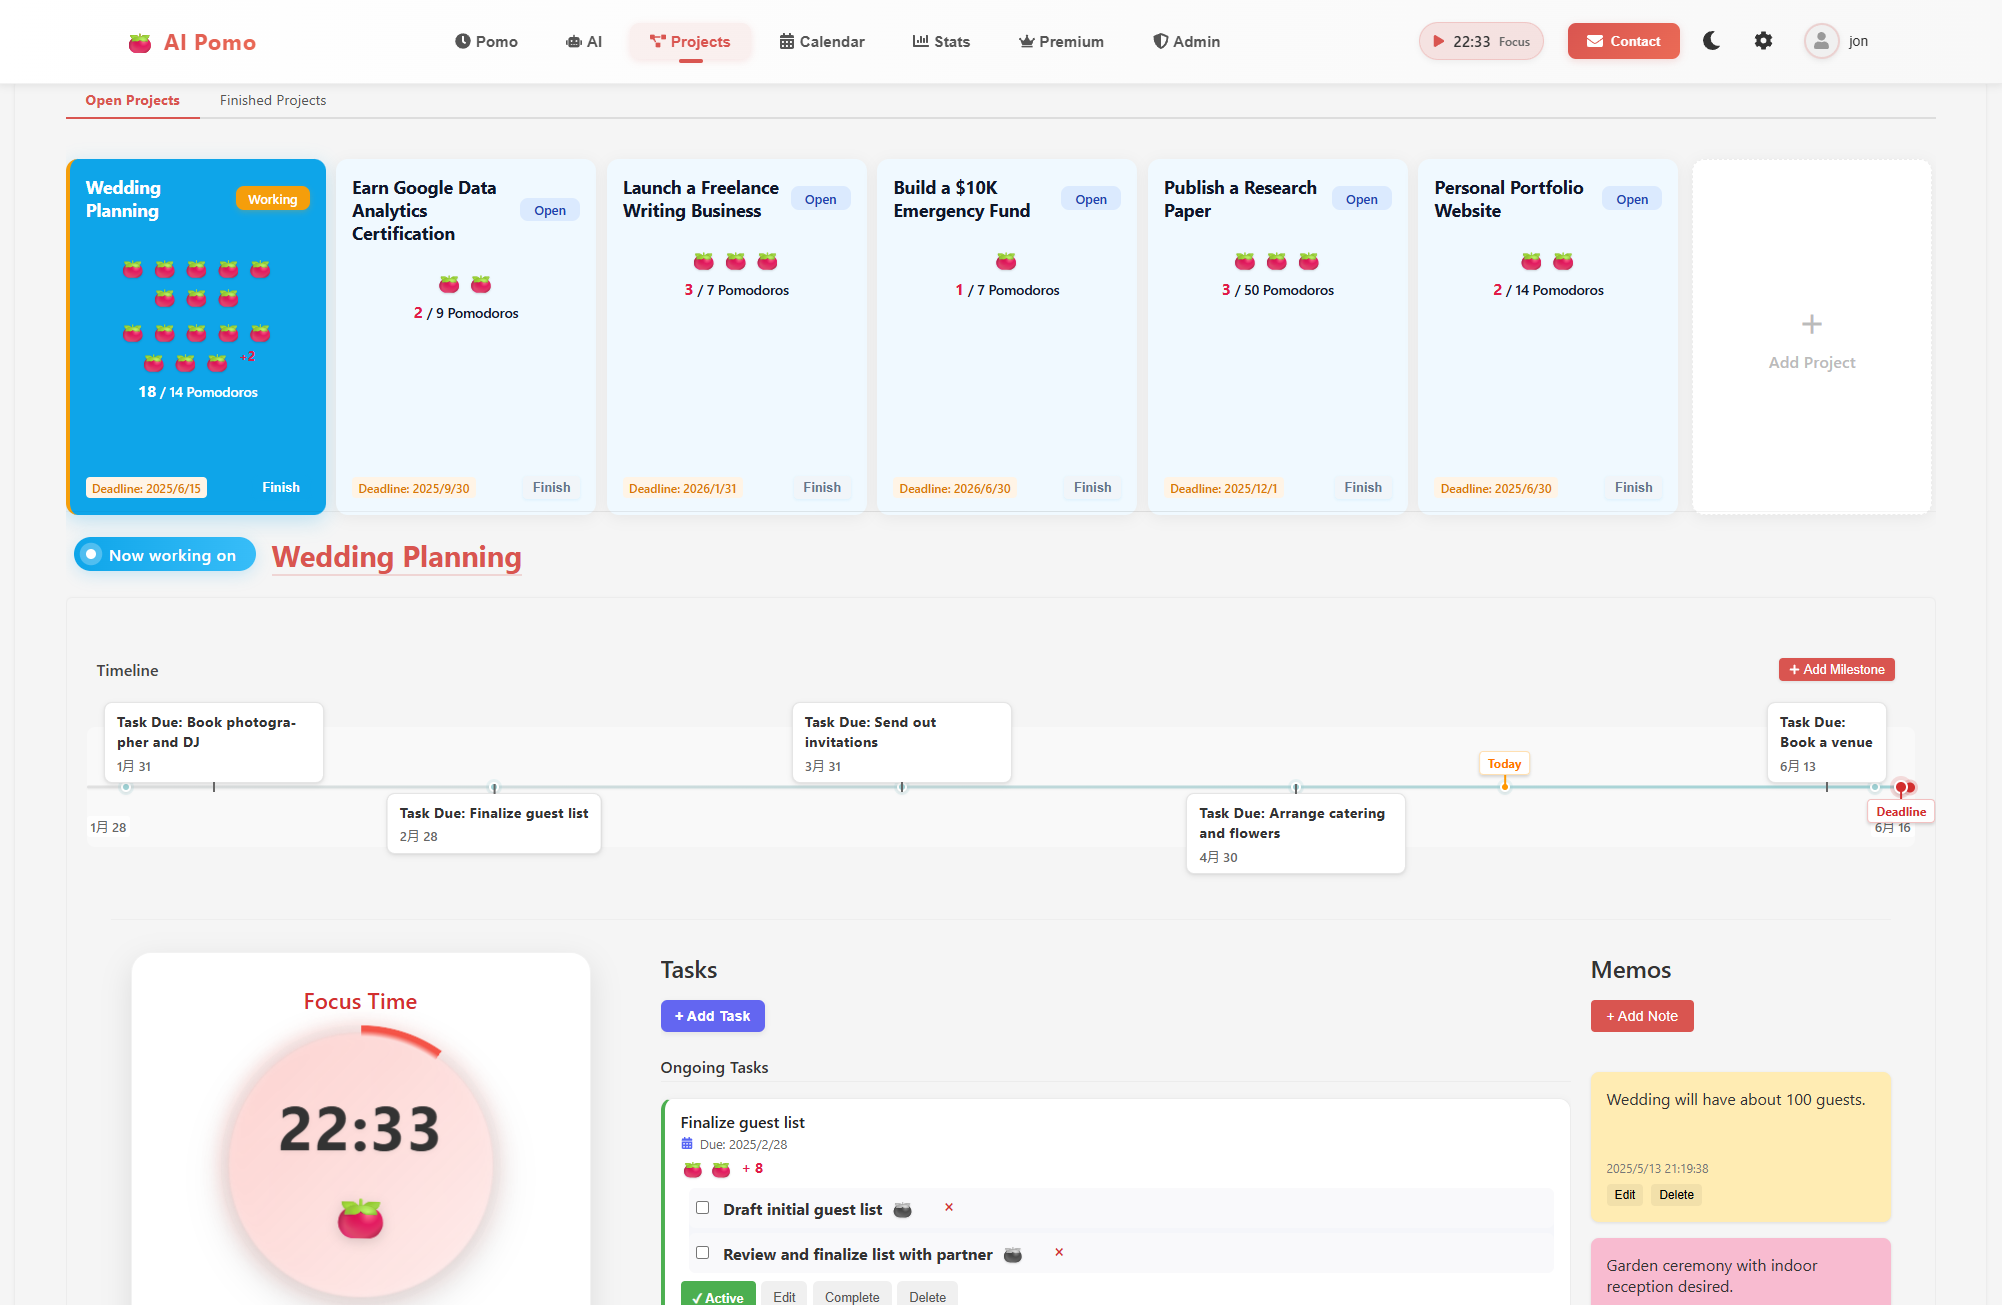 AI Pomo
Pomo
AI
Projects
Calendar
Stats
Premium
Admin
22:33 Focus
Contact
jon
Open Projects
Finished Projects
Wedding
Planning
Working
18 / 14 Pomodoros
+2
Deadline: 2025/6/15
Finish
Earn Google Data
Analytics
Certification
Open
2 / 9 Pomodoros
Deadline: 2025/9/30
Finish
Launch a Freelance
Writing Business
Open
3 / 7 Pomodoros
Deadline: 2026/1/31
Finish
Build a $10K
Emergency Fund
Open
1 / 7 Pomodoros
Deadline: 2026/6/30
Finish
Publish a Research
Paper
Open
3 / 50 Pomodoros
Deadline: 2025/12/1
Finish
Personal Portfolio
Website
Open
2 / 14 Pomodoros
Deadline: 2025/6/30
Finish
+
Add Project
Now working on
Wedding Planning
Timeline
+ Add Milestone
Task Due: Book photogra-
pher and DJ
1月 31
Task Due: Send out
invitations
3月 31
Today
Task Due:
Book a venue
6月 13
1月 28
Task Due: Finalize guest list
2月 28
Task Due: Arrange catering
and flowers
4月 30
Deadline
6月 16
Focus Time
22:33
Tasks
+ Add Task
Ongoing Tasks
Finalize guest list
Due: 2025/2/28
+ 8
Draft initial guest list
×
Review and finalize list with partner
×
✓ Active
Edit
Complete
Delete
Memos
+ Add Note
Wedding will have about 100 guests.
2025/5/13 21:19:38
Edit
Delete
Garden ceremony with indoor
reception desired.